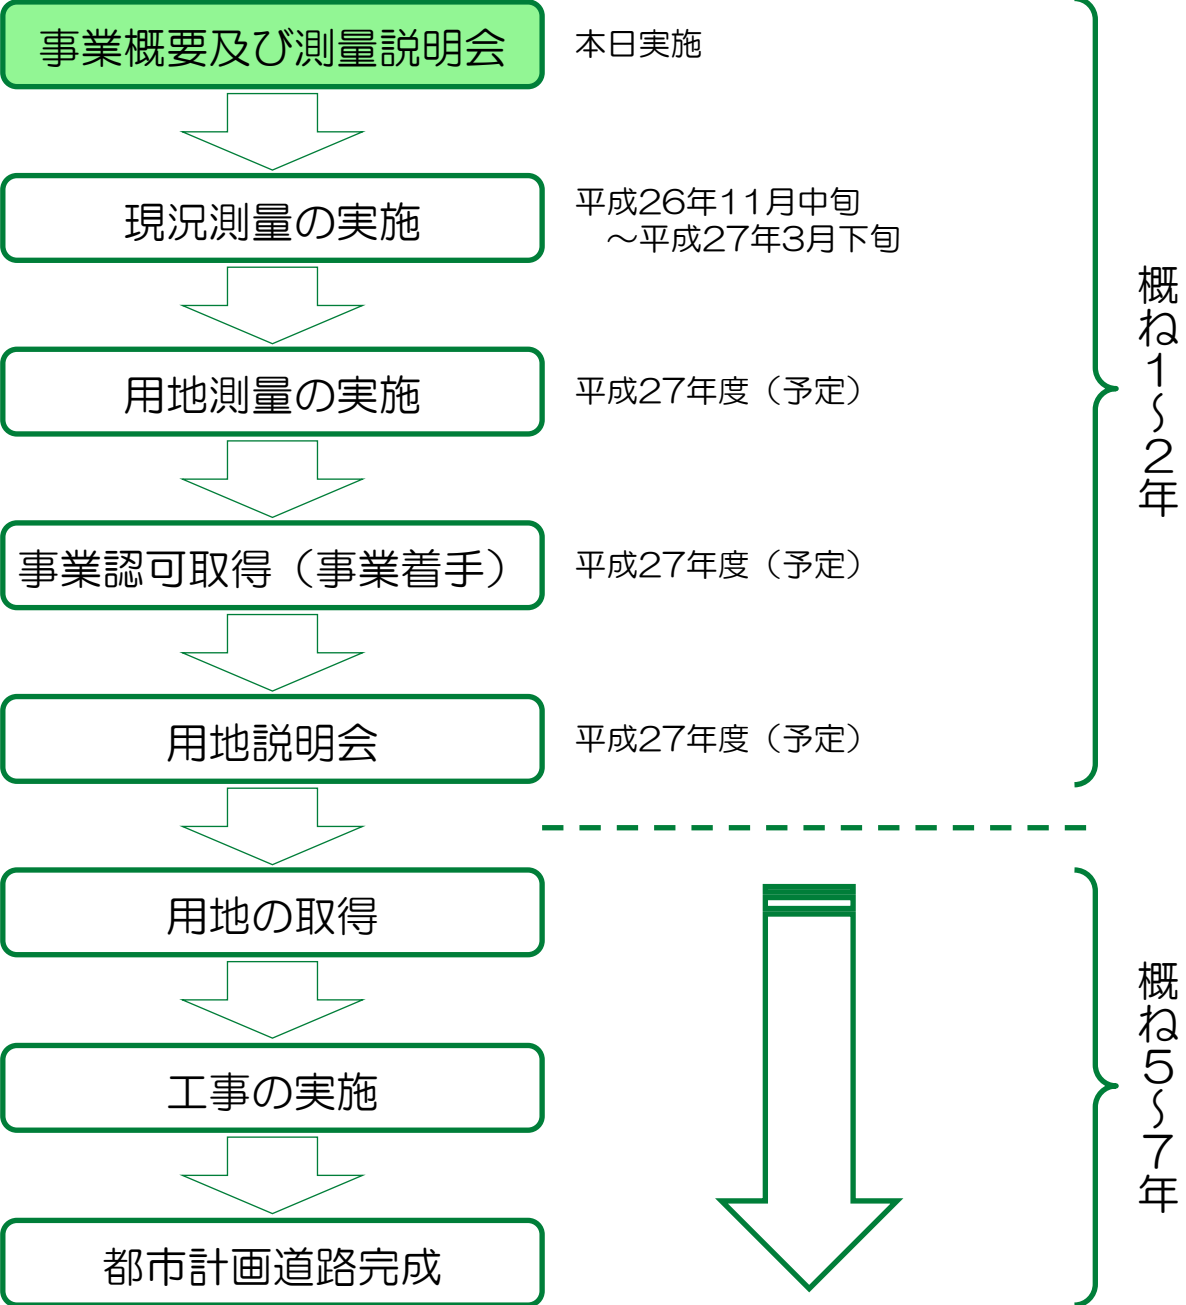 事業概要及び測量説明会
本日実施
現況測量の実施
平成26年11月中旬
～平成27年3月下旬
用地測量の実施
平成27年度（予定）
事業認可取得（事業着手）
平成27年度（予定）
用地説明会
平成27年度（予定）
概ね1～2年
用地の取得
工事の実施
都市計画道路完成
概ね5～7年